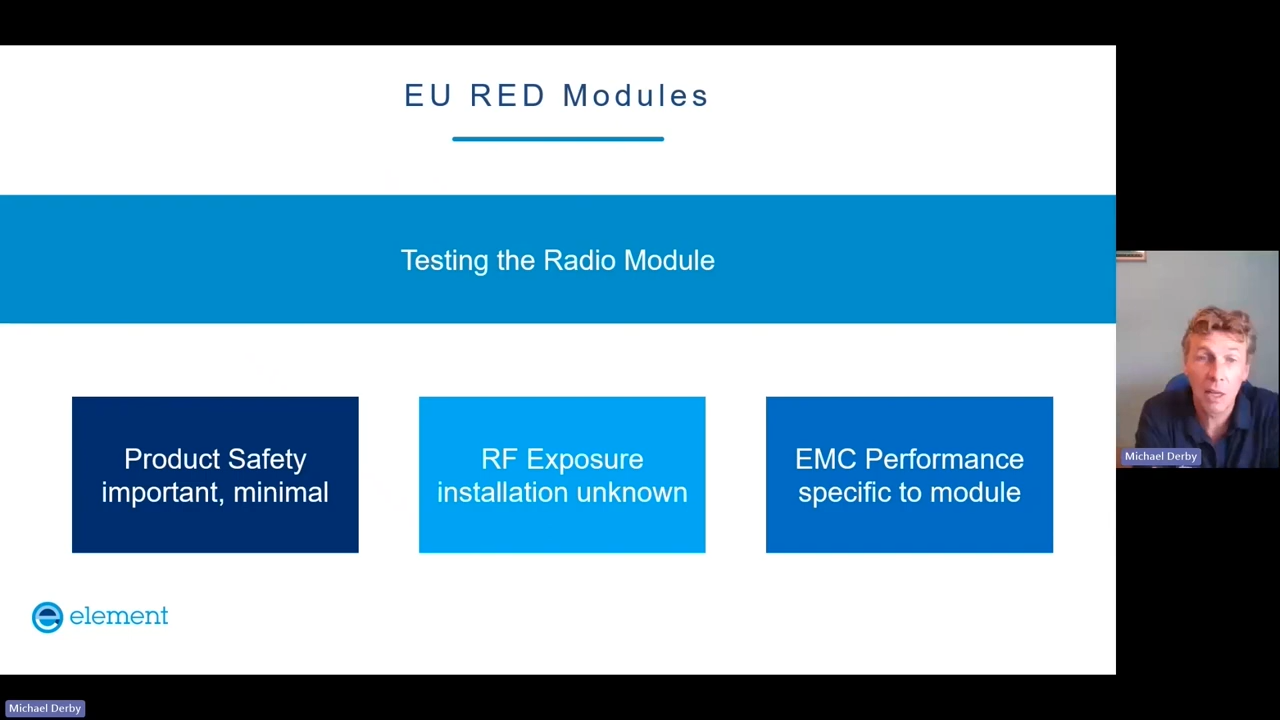 EU RED Modules
Testing the Radio Module
Product Safety
important, minimal
RF Exposure
installation unknown
EMC Performance
specific to module
element
Michael Derby
Michael Derby